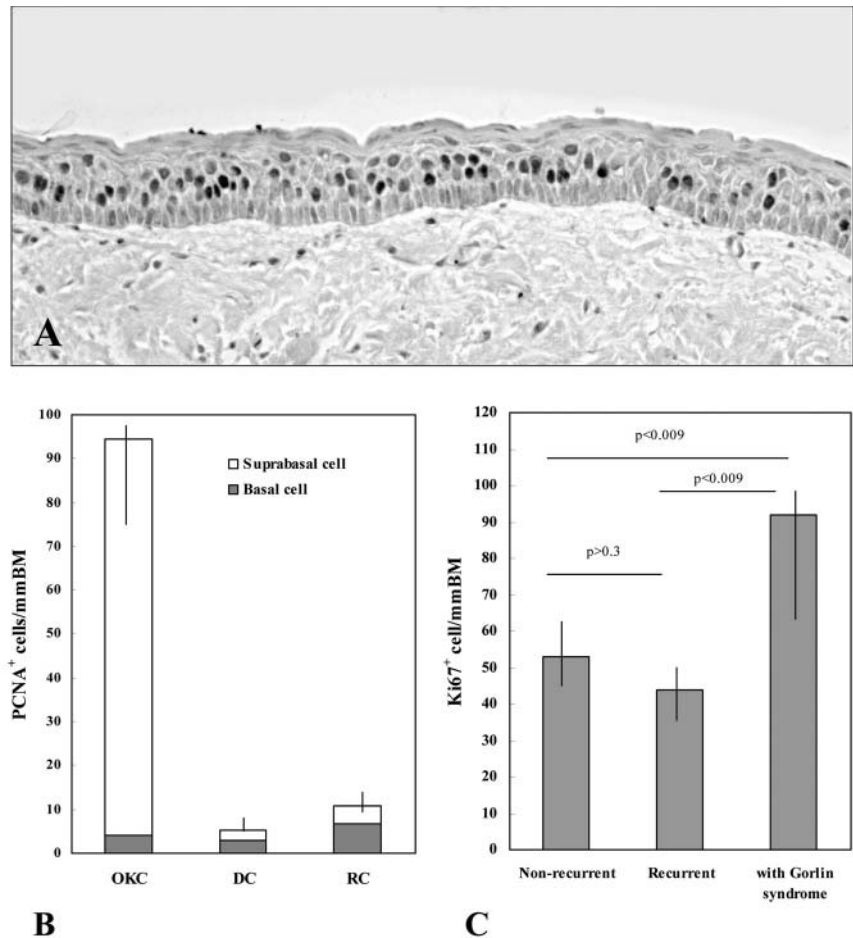 A
100
90
80
70
60
50
40
30
20
10
0
PCNA+ cells/mmBM
Suprabasal cell
Basal cell
OKC DC RC
B
120
110
100
90
80
70
60
50
40
30
20
10
0
Ki67+ cell/mmBM
p<0.009
p<0.009
p>0.3
Non-recurrent Recurrent with Gorlin
syndrome
C